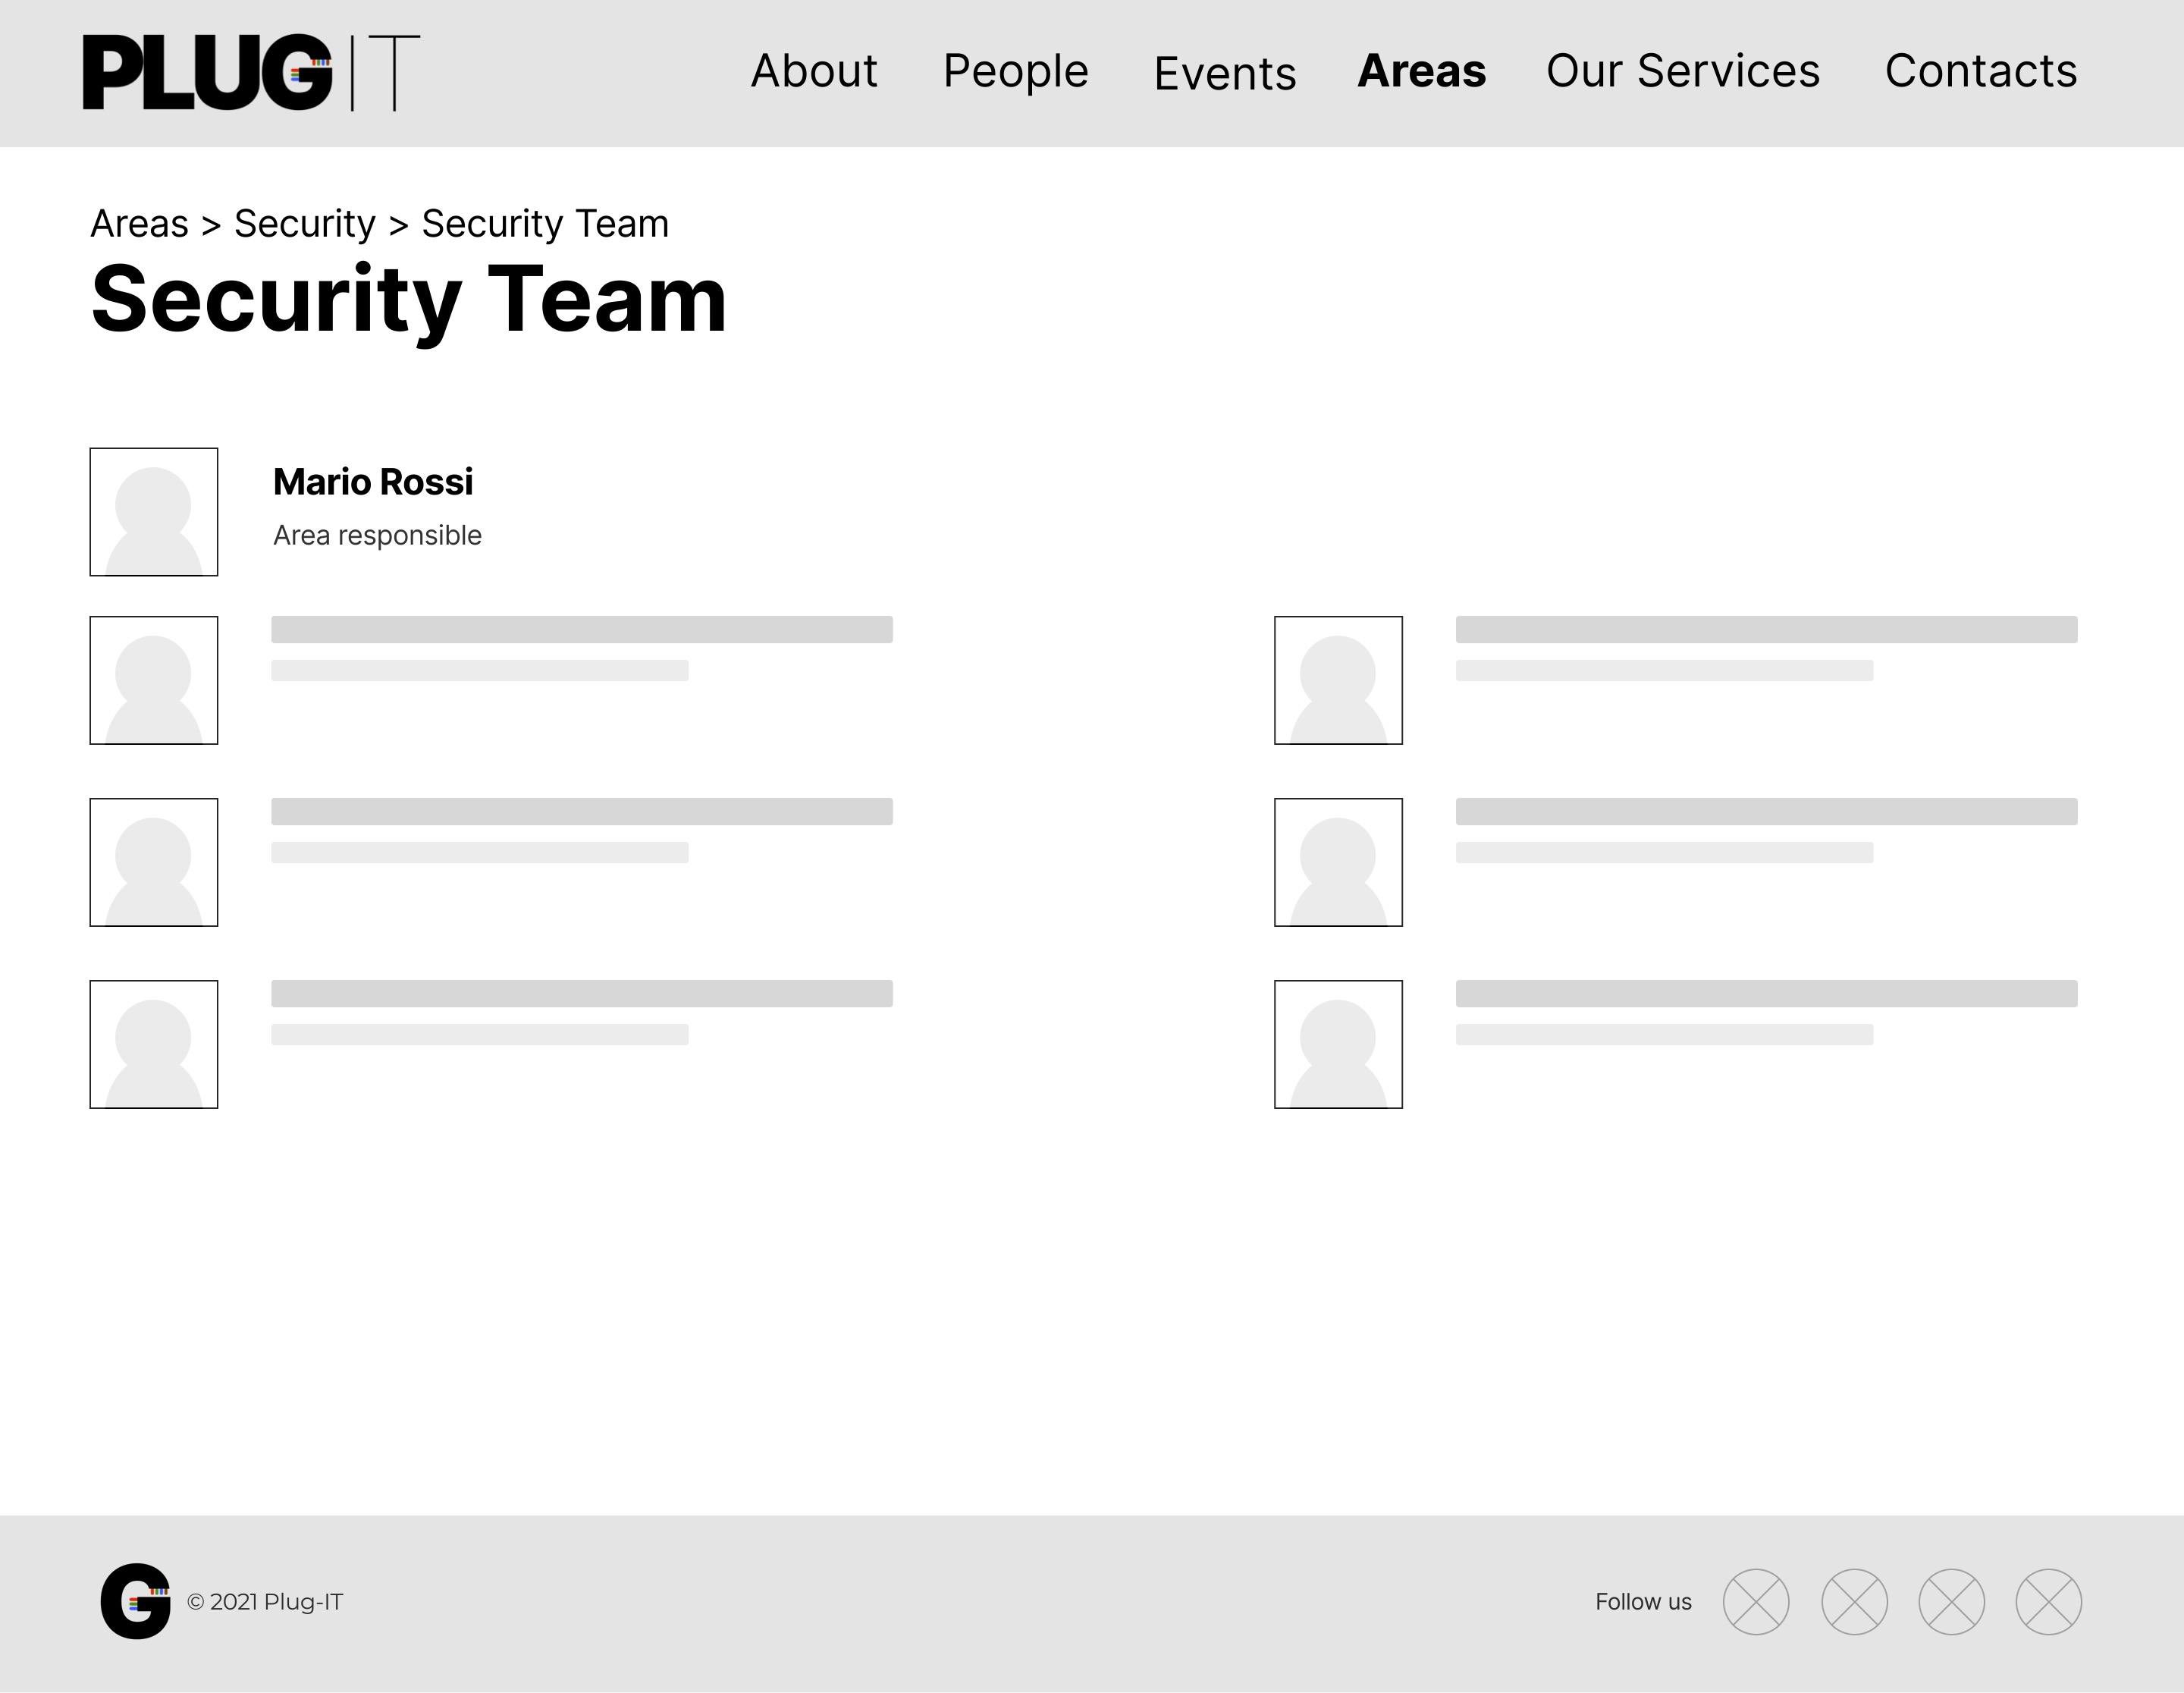 PLUG IT
About People Events Areas Our Services Contacts
Areas > Security > Security Team
Security Team
Mario Rossi
Area responsible
G © 2021 Plug-IT
Follow us